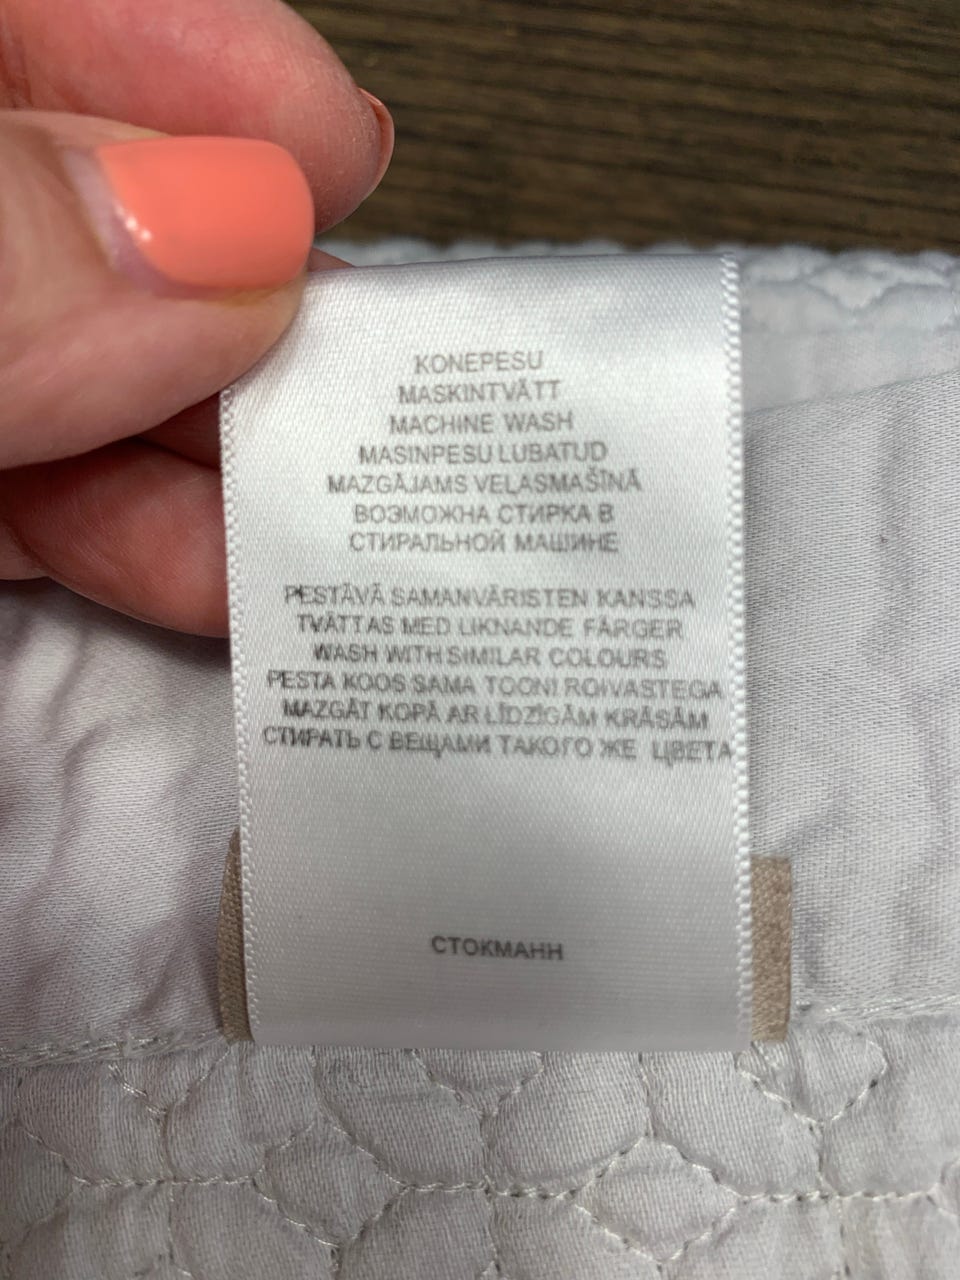 KONEPESU
MASKINTVÄTT
MACHINE WASH
MASINPESU LUBATUD
MAZGĀJAMS VEĻASMAŠĪNĀ
ВОЗМОЖНА СТИРКА В
СТИРАЛЬНОЙ МАШИНЕ
PESTÄVÄ SAMANVÄRISTEN KANSSA
TVÄTTAS MED LIKNANDE FÄRGER
WASH WITH SIMILAR COLOURS
PESTA KOOS SAMA TOONI RÕIVASTEGA
MAZGĀT KOPĀ AR LĪDZĪGĀM KRĀSĀM
СТИРАТЬ С ВЕЩАМИ ТАКОГО ЖЕ ЦВЕТА
СТОКМАНН